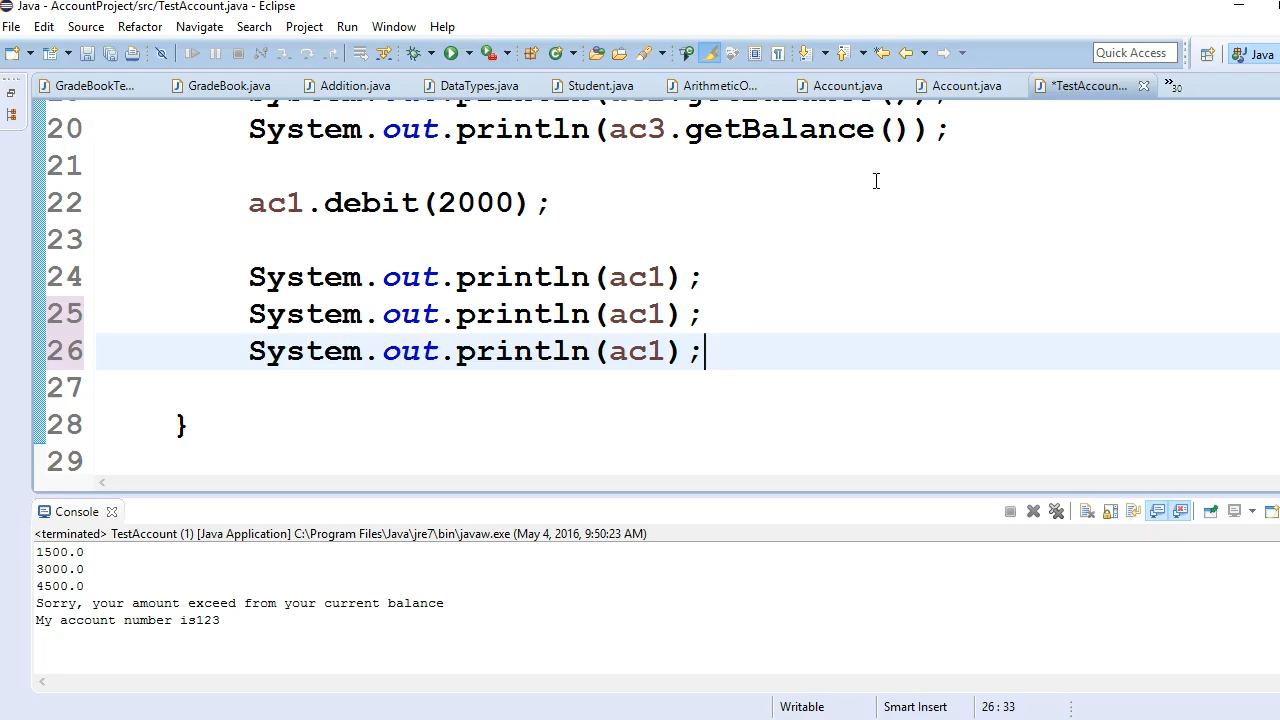 Java - AccountProject/src/TestAccount.java - Eclipse
File Edit Source Refactor Navigate Search Project Run Window Help
Quick Access
Java
GradeBookTe... GradeBook.java Addition.java DataTypes.java Student.java ArithmeticO... Account.java Account.java *TestAccoun... »30
20 System.out.println(ac3.getBalance());
21
22 ac1.debit(2000);
23
24 System.out.println(ac1);
25 System.out.println(ac1);
26 System.out.println(ac1);
27
28 }
29
Console
<terminated> TestAccount (1) [Java Application] C:\Program Files\Java\jre7\bin\javaw.exe (May 4, 2016, 9:50:23 AM)
1500.0
3000.0
4500.0
Sorry, your amount exceed from your current balance
My account number is123
Writable Smart Insert 26 : 33